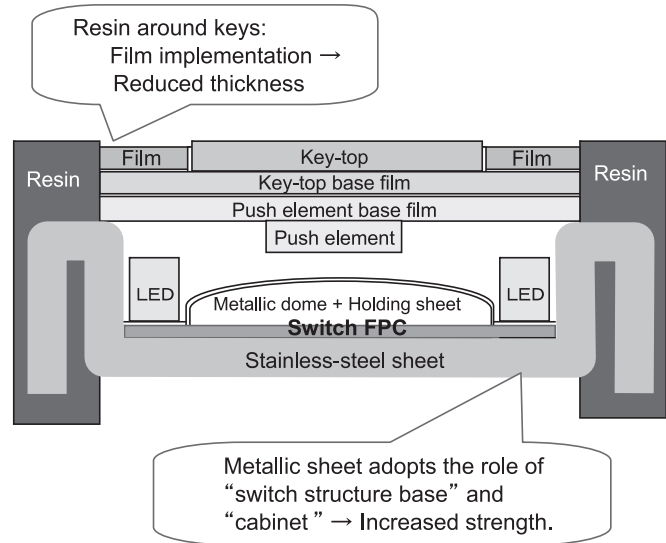 Resin around keys:
Film implementation →
Reduced thickness
Film
Key-top
Film
Resin
Resin
Key-top base film
Push element base film
Push element
LED
LED
Metallic dome + Holding sheet
Switch FPC
Stainless-steel sheet
Metallic sheet adopts the role of
“switch structure base” and
“cabinet ” → Increased strength.